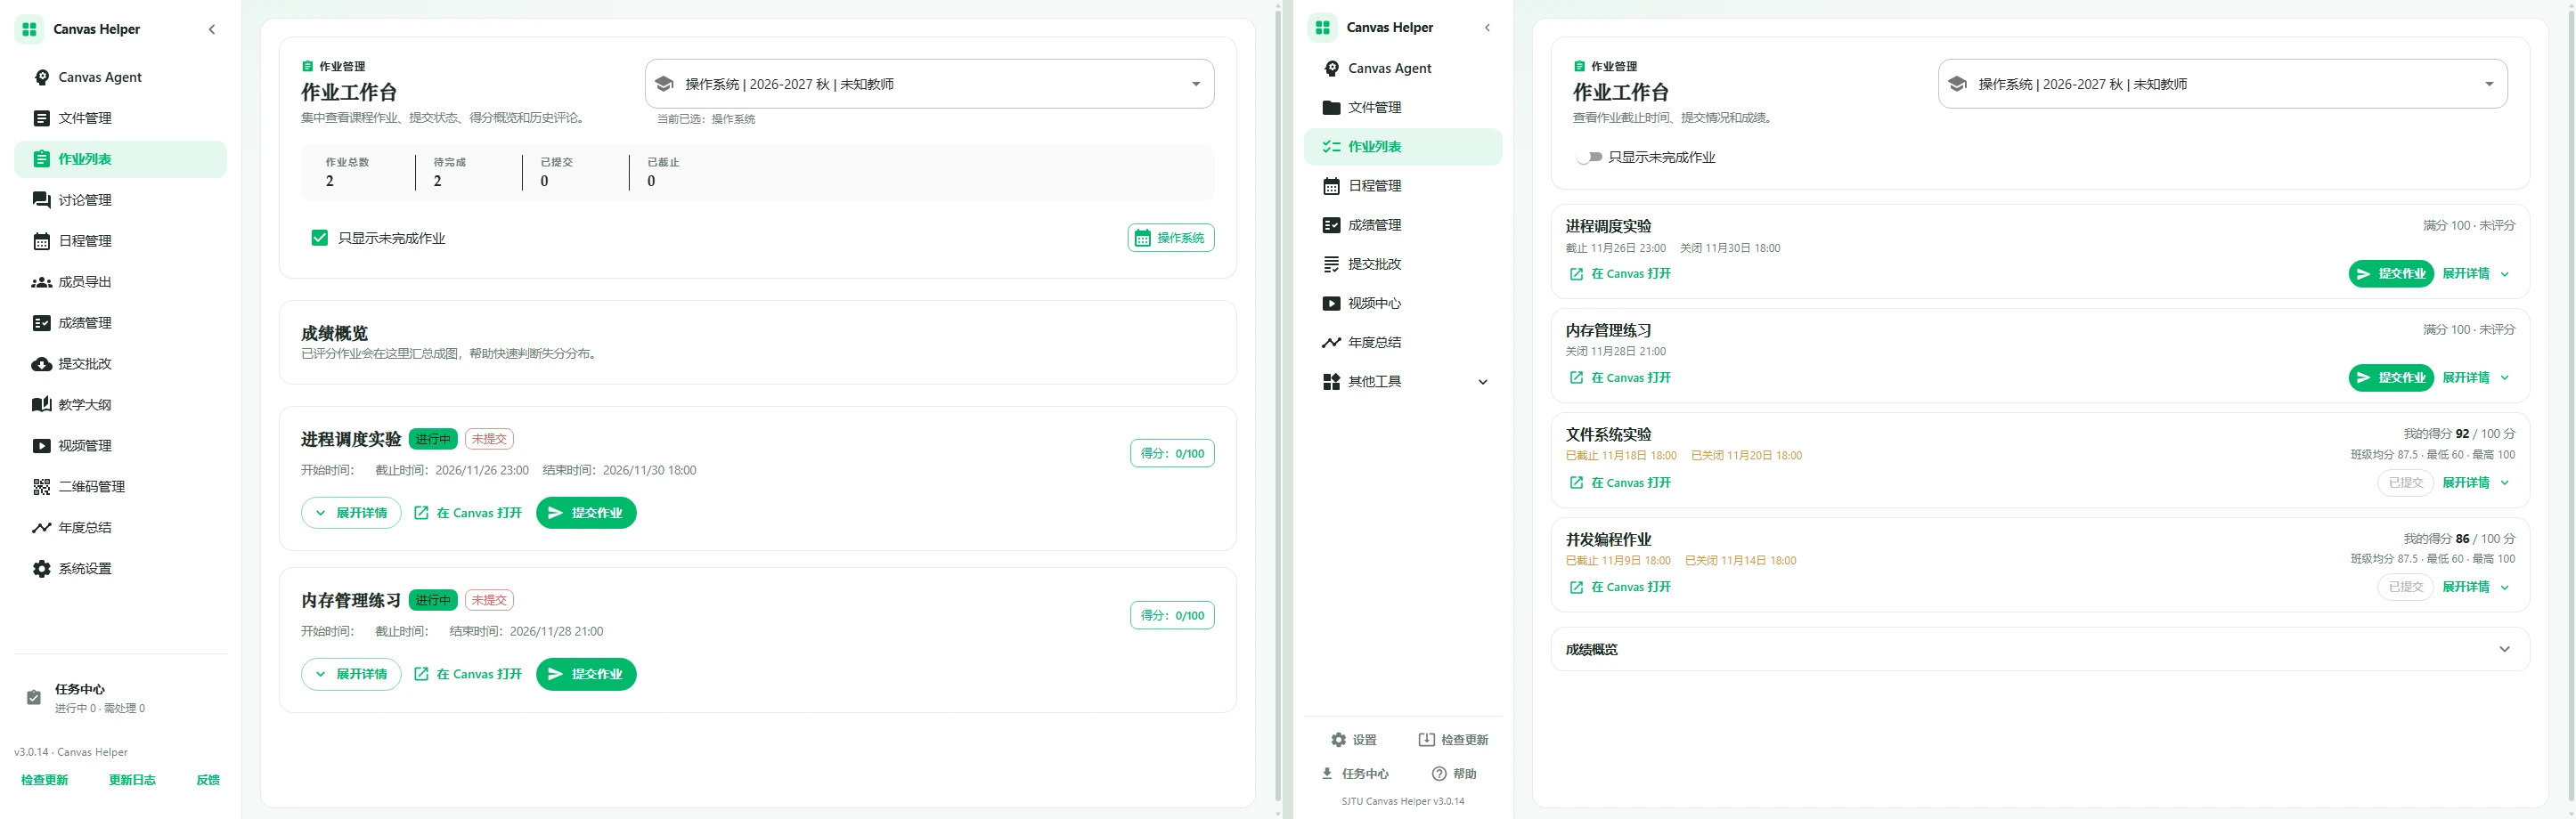 Canvas Helper
Canvas Agent
文件管理
作业列表
讨论管理
日程管理
成员导出
成绩管理
提交批改
教学大纲
视频管理
二维码管理
年度总结
系统设置
任务中心
进行中 0 · 需处理 0
v3.0.14 · Canvas Helper
检查更新 更新日志 反馈
作业管理
作业工作台
集中查看课程作业、提交状态、得分概览和历史评论。
操作系统 | 2026-2027 秋 | 未知教师
当前已选：操作系统
作业总数 待完成 已提交 已截止
2 2 0 0
只显示未完成作业 操作系统
成绩概览
已评分作业会在这里汇总成图，帮助快速判断失分分布。
进程调度实验 进行中 未提交
得分：0/100
开始时间： 截止时间：2026/11/26 23:00 结束时间：2026/11/30 18:00
展开详情 在 Canvas 打开 提交作业
内存管理练习 进行中 未提交
得分：0/100
开始时间： 截止时间： 结束时间：2026/11/28 21:00
展开详情 在 Canvas 打开 提交作业
Canvas Helper
Canvas Agent
文件管理
作业列表
日程管理
成绩管理
提交批改
视频中心
年度总结
其他工具
设置 检查更新
任务中心 帮助
SJTU Canvas Helper v3.0.14
作业管理
作业工作台
查看作业截止时间、提交情况和成绩。
操作系统 | 2026-2027 秋 | 未知教师
只显示未完成作业
进程调度实验 满分 100 · 未评分
截止 11月26日 23:00 关闭 11月30日 18:00
在 Canvas 打开 提交作业 展开详情
内存管理练习 满分 100 · 未评分
关闭 11月28日 21:00
在 Canvas 打开 提交作业 展开详情
文件系统实验 我的得分 92 / 100 分
已截止 11月18日 18:00 已关闭 11月20日 18:00 班级均分 87.5 · 最低 60 · 最高 100
在 Canvas 打开 已提交 展开详情
并发编程作业 我的得分 86 / 100 分
已截止 11月9日 18:00 已关闭 11月14日 18:00 班级均分 87.5 · 最低 60 · 最高 100
在 Canvas 打开 已提交 展开详情
成绩概览